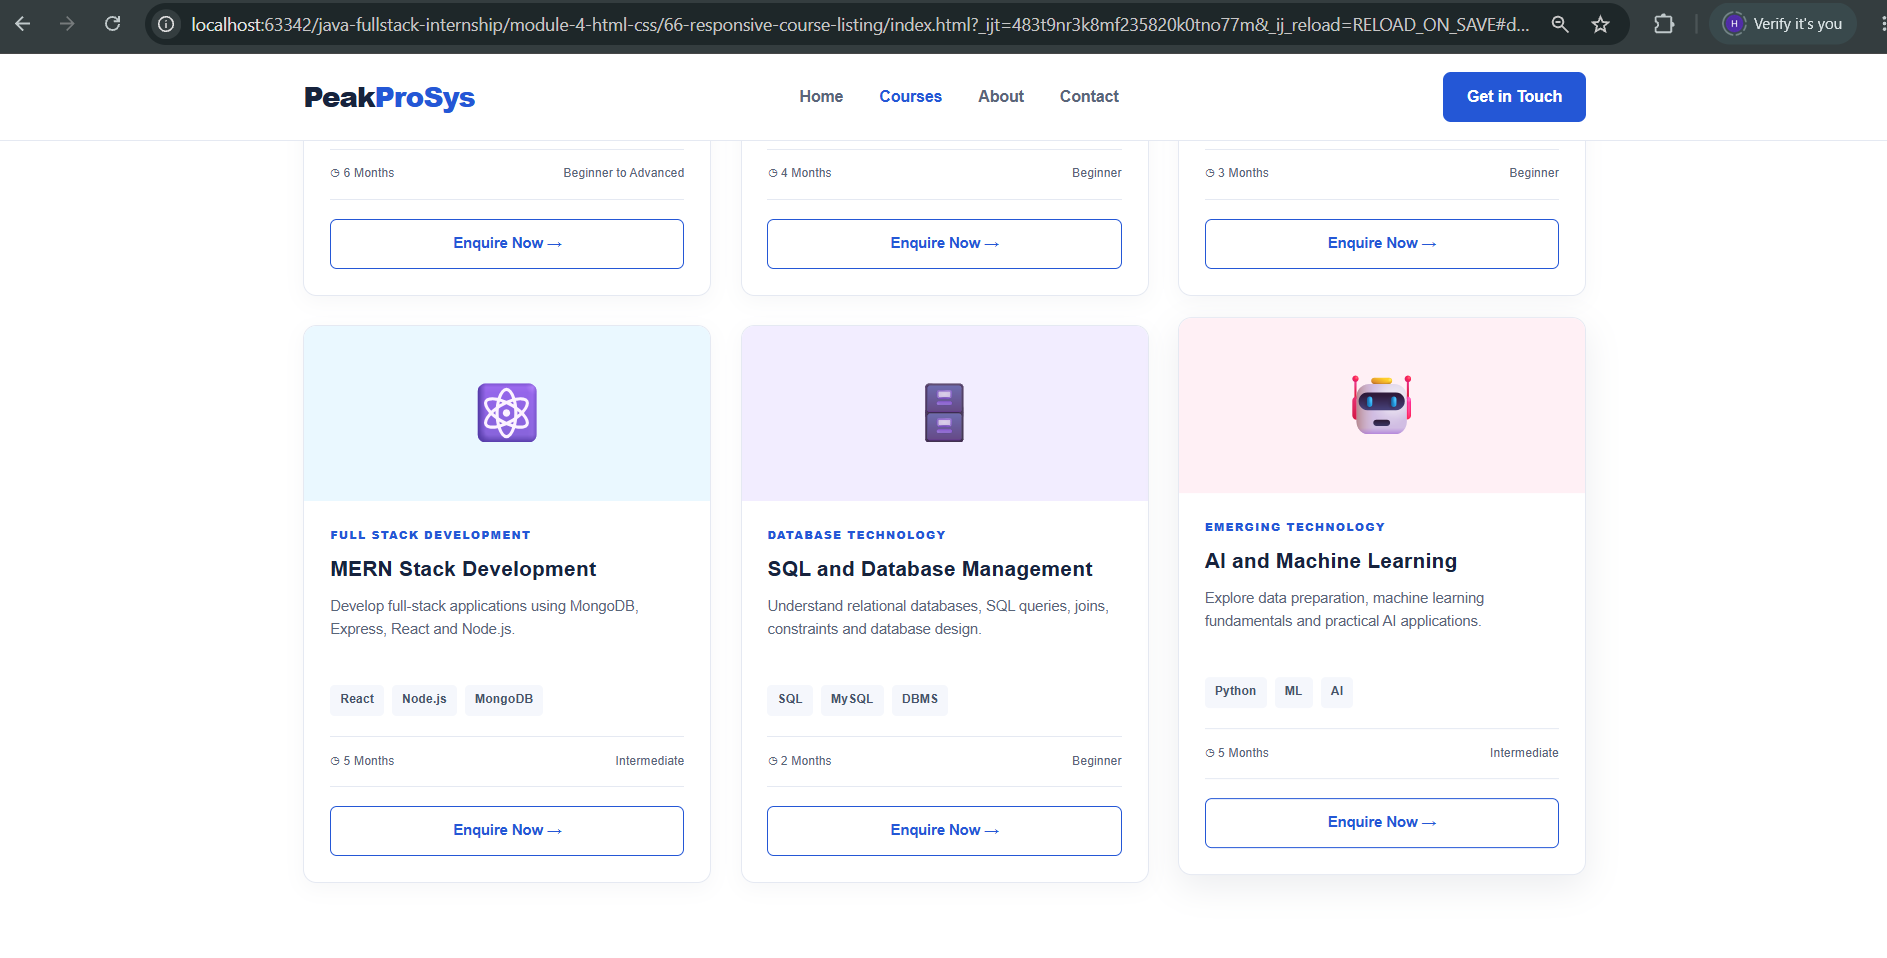 localhost:63342/java-fullstack-internship/module-4-html-css/66-responsive-course-listing/index.html?_ijt=483t9nr3k8mf235820k0tno77m&_ij_reload=RELOAD_ON_SAVE#d...
H
Verify it's you
PeakProSys
Home
Courses
About
Contact
Get in Touch
6 Months
Beginner to Advanced
Enquire Now →
4 Months
Beginner
Enquire Now →
3 Months
Beginner
Enquire Now →
FULL STACK DEVELOPMENT
MERN Stack Development
Develop full-stack applications using MongoDB,
Express, React and Node.js.
React
Node.js
MongoDB
5 Months
Intermediate
Enquire Now →
DATABASE TECHNOLOGY
SQL and Database Management
Understand relational databases, SQL queries, joins,
constraints and database design.
SQL
MySQL
DBMS
2 Months
Beginner
Enquire Now →
EMERGING TECHNOLOGY
AI and Machine Learning
Explore data preparation, machine learning
fundamentals and practical AI applications.
Python
ML
AI
5 Months
Intermediate
Enquire Now →